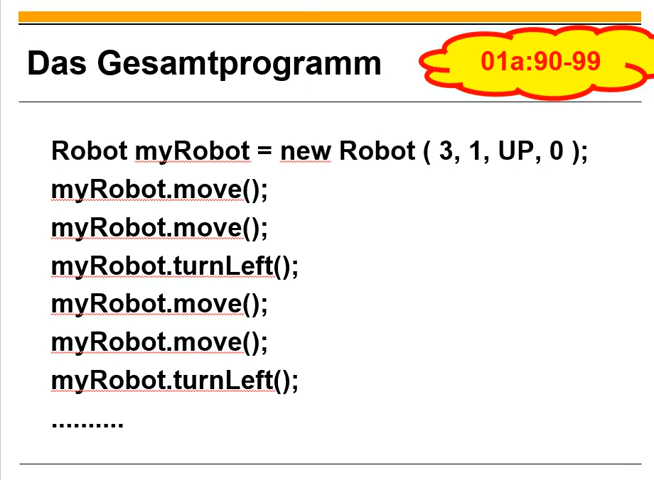 Das Gesamtprogramm
01a:90-99
Robot myRobot = new Robot ( 3, 1, UP, 0 );
myRobot.move();
myRobot.move();
myRobot.turnLeft();
myRobot.move();
myRobot.move();
myRobot.turnLeft();
..........